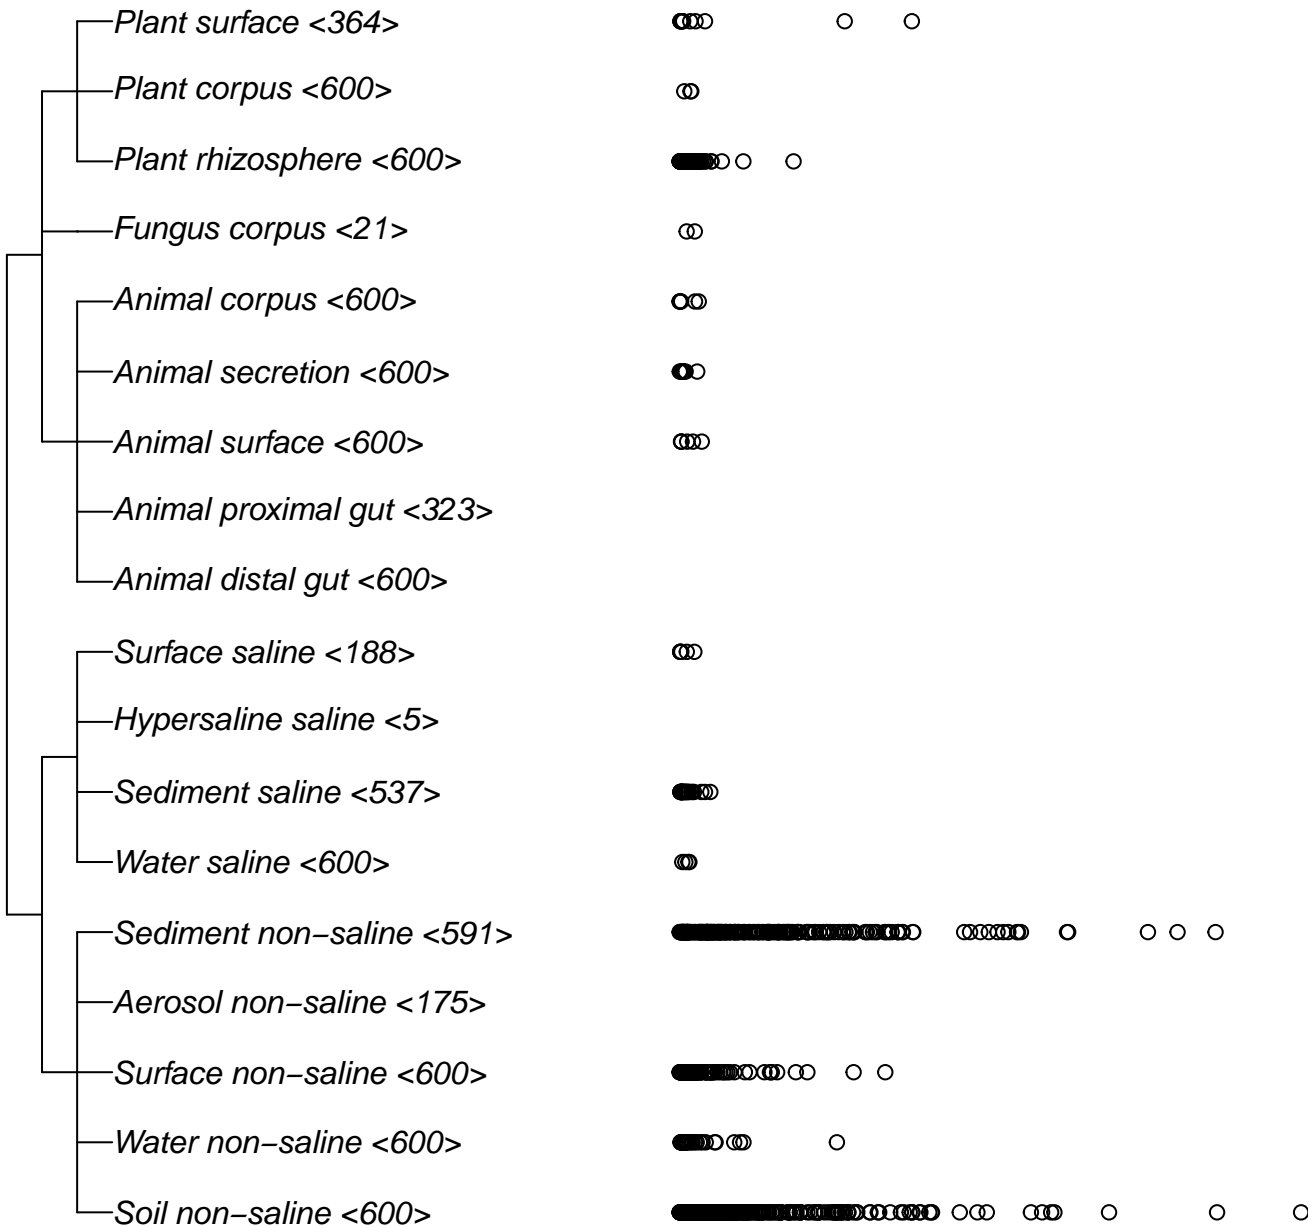 Plant surface <364>
Plant corpus <600>
Plant rhizosphere <600>
Fungus corpus <21>
Animal corpus <600>
Animal secretion <600>
Animal surface <600>
Animal proximal gut <323>
Animal distal gut <600>
Surface saline <188>
Hypersaline saline <5>
Sediment saline <537>
Water saline <600>
Sediment non−saline <591>
Aerosol non−saline <175>
Surface non−saline <600>
Water non−saline <600>
Soil non−saline <600>